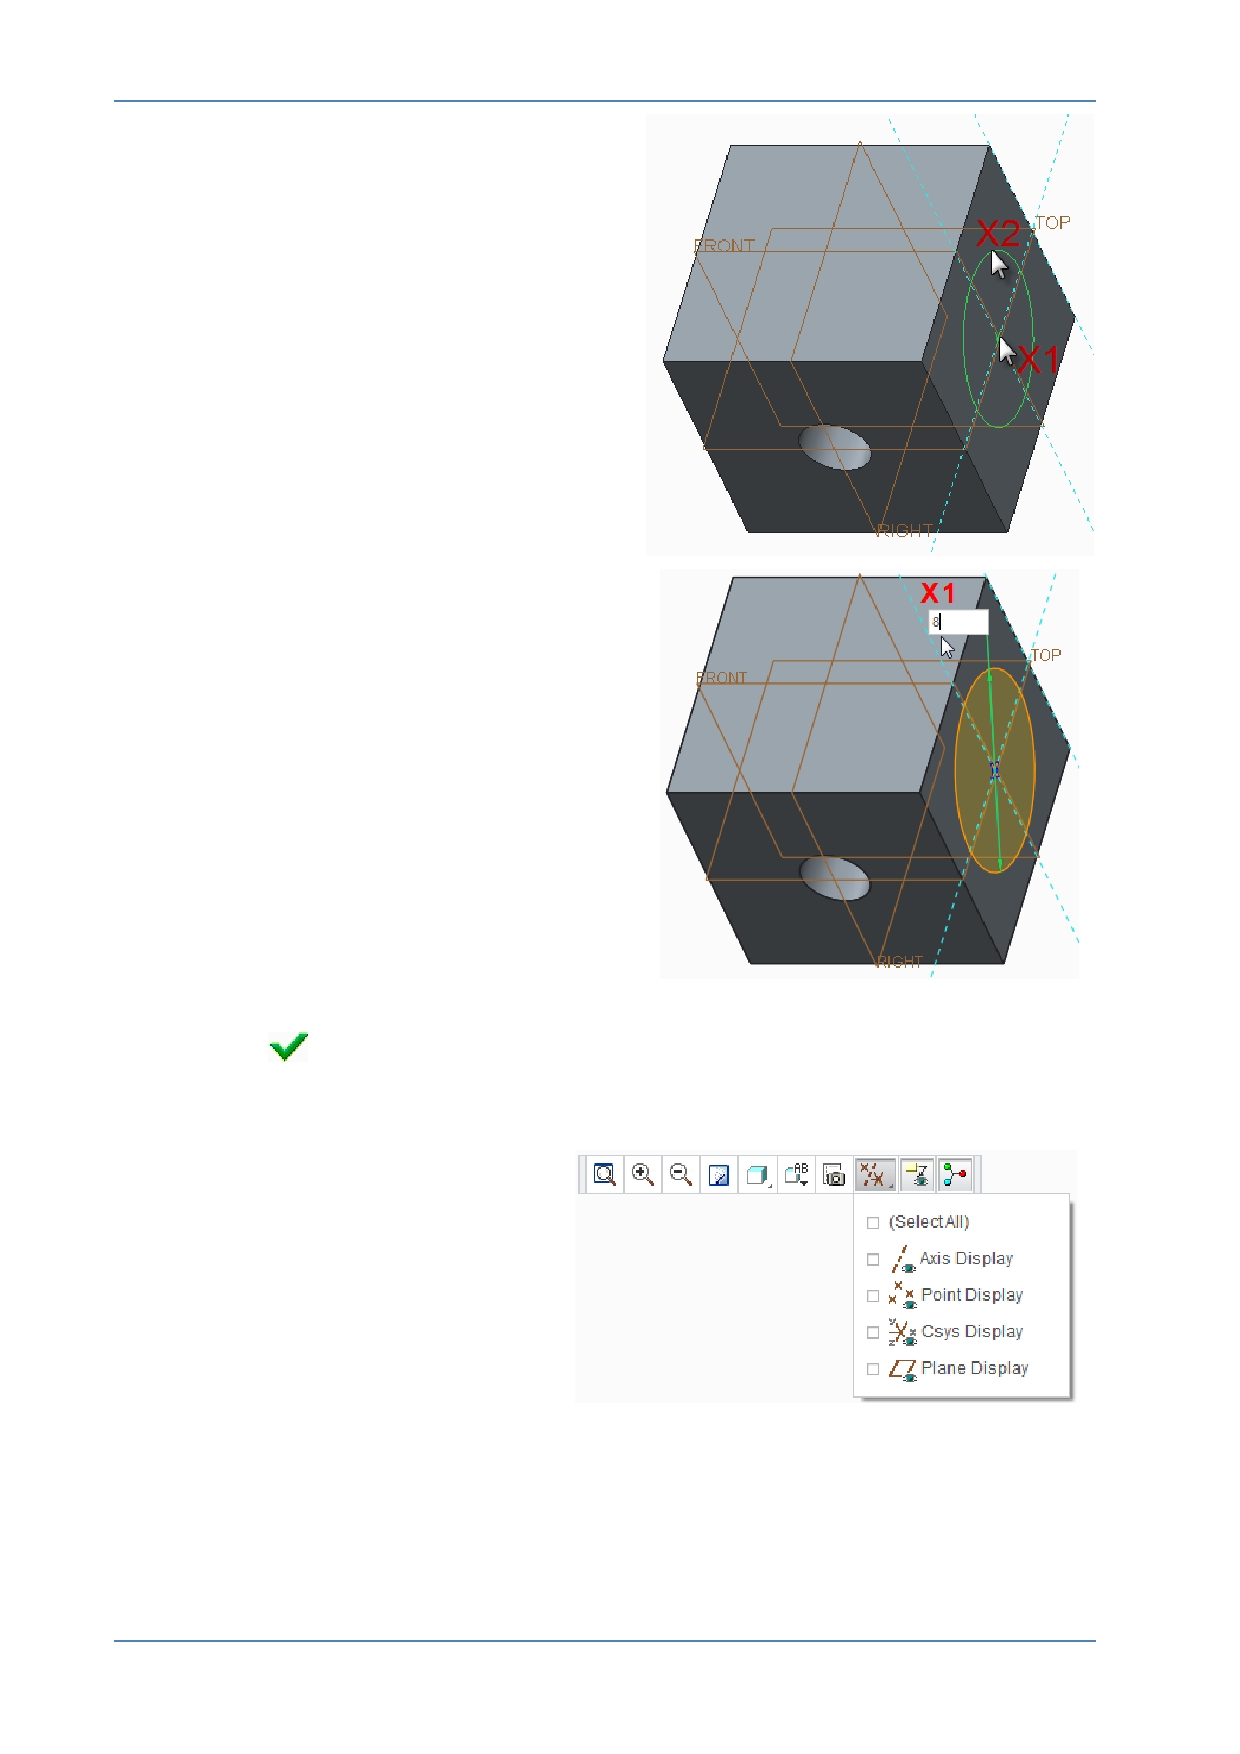 TOP
X2
FRONT
X1
RIGHT
X1
8
TOP
FRONT
RIGHT
AB
(Select All)
Axis Display
Point Display
Csys Display
Plane Display